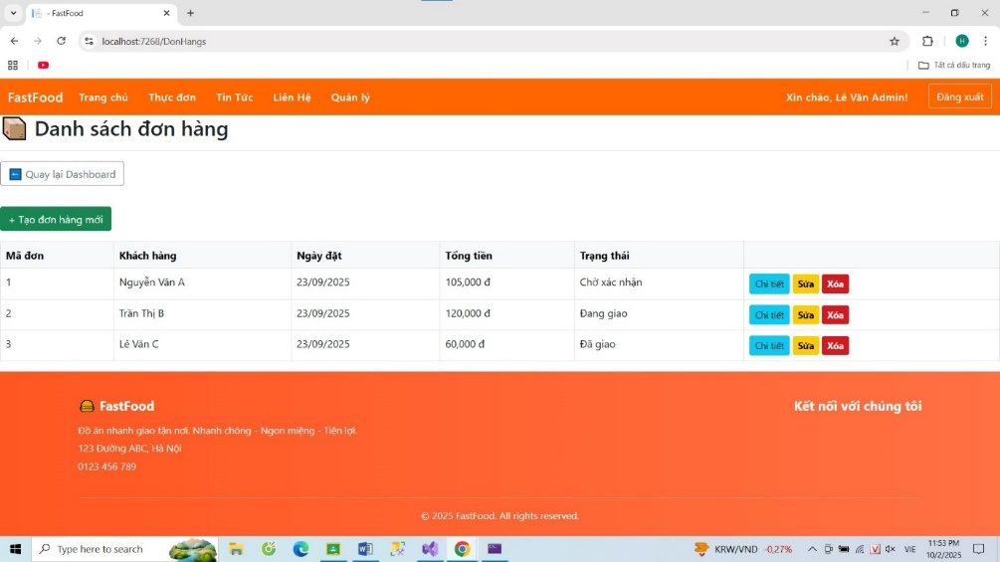 - FastFood
localhost:7268/DonHangs
Tất cả dấu trang
FastFood Trang chủ Thực đơn Tin Tức Liên Hệ Quản lý Xin chào, Lê Văn Admin! Đăng xuất
Danh sách đơn hàng
Quay lại Dashboard
+ Tạo đơn hàng mới
Mã đơn Khách hàng Ngày đặt Tổng tiền Trạng thái
1 Nguyễn Văn A 23/09/2025 105,000 đ Chờ xác nhận Chi tiết Sửa Xóa
2 Trần Thị B 23/09/2025 120,000 đ Đang giao Chi tiết Sửa Xóa
3 Lê Văn C 23/09/2025 60,000 đ Đã giao Chi tiết Sửa Xóa
FastFood Kết nối với chúng tôi
Đồ ăn nhanh giao tận nơi. Nhanh chóng - Ngon miệng - Tiện lợi.
123 Đường ABC, Hà Nội
0123 456 789
© 2025 FastFood. All rights reserved.
Type here to search KRW/VND -0,27% VIE 11:53 PM
10/2/2025